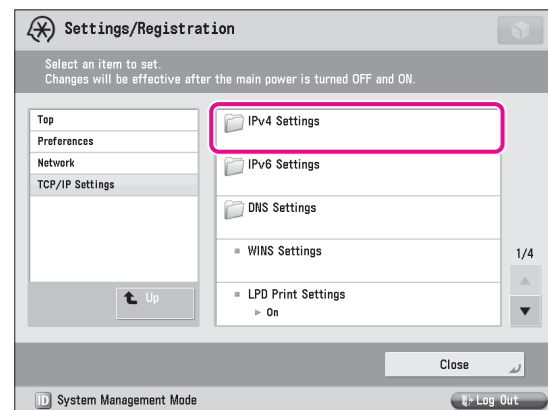 Settings/Registration
Select an item to set.
Changes will be effective after the main power is turned OFF and ON.
Top
Preferences
Network
TCP/IP Settings
Up
IPv4 Settings
IPv6 Settings
DNS Settings
WINS Settings
LPD Print Settings
On
1/4
Close
ID System Management Mode
Log Out